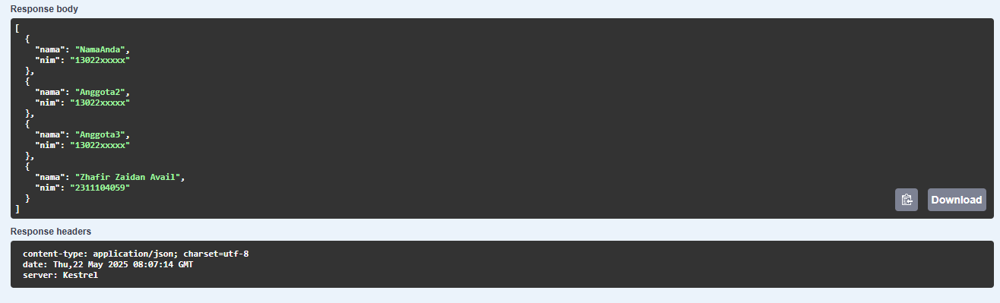 Response body
[
  {
    "nama": "NamaAnda",
    "nim": "13022xxxxx"
  },
  {
    "nama": "Anggota2",
    "nim": "13022xxxxx"
  },
  {
    "nama": "Anggota3",
    "nim": "13022xxxxx"
  },
  {
    "nama": "Zhafir Zaidan Avail",
    "nim": "2311104059"
  }
]
Download
Response headers
content-type: application/json; charset=utf-8
date: Thu,22 May 2025 08:07:14 GMT
server: Kestrel